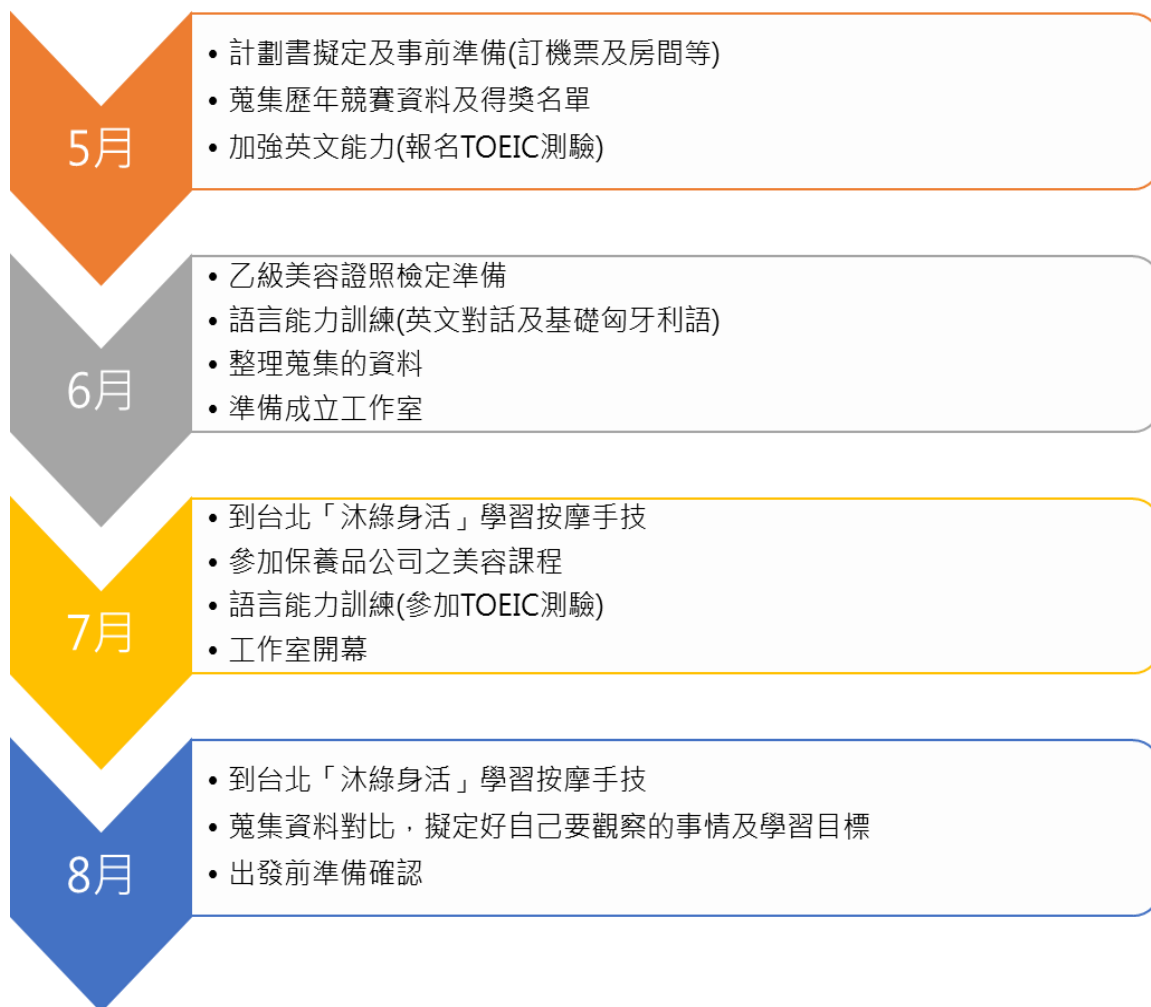 5月
• 計劃書擬定及事前準備(訂機票及房間等)
• 蒐集歷年競賽資料及得獎名單
• 加強英文能力(報名TOEIC測驗)
6月
• 乙級美容證照檢定準備
• 語言能力訓練(英文對話及基礎匈牙利語)
• 整理蒐集的資料
• 準備成立工作室
7月
• 到台北「沐綠身活」學習按摩手技
• 參加保養品公司之美容課程
• 語言能力訓練(參加TOEIC測驗)
• 工作室開幕
8月
• 到台北「沐綠身活」學習按摩手技
• 蒐集資料對比，擬定好自己要觀察的事情及學習目標
• 出發前準備確認